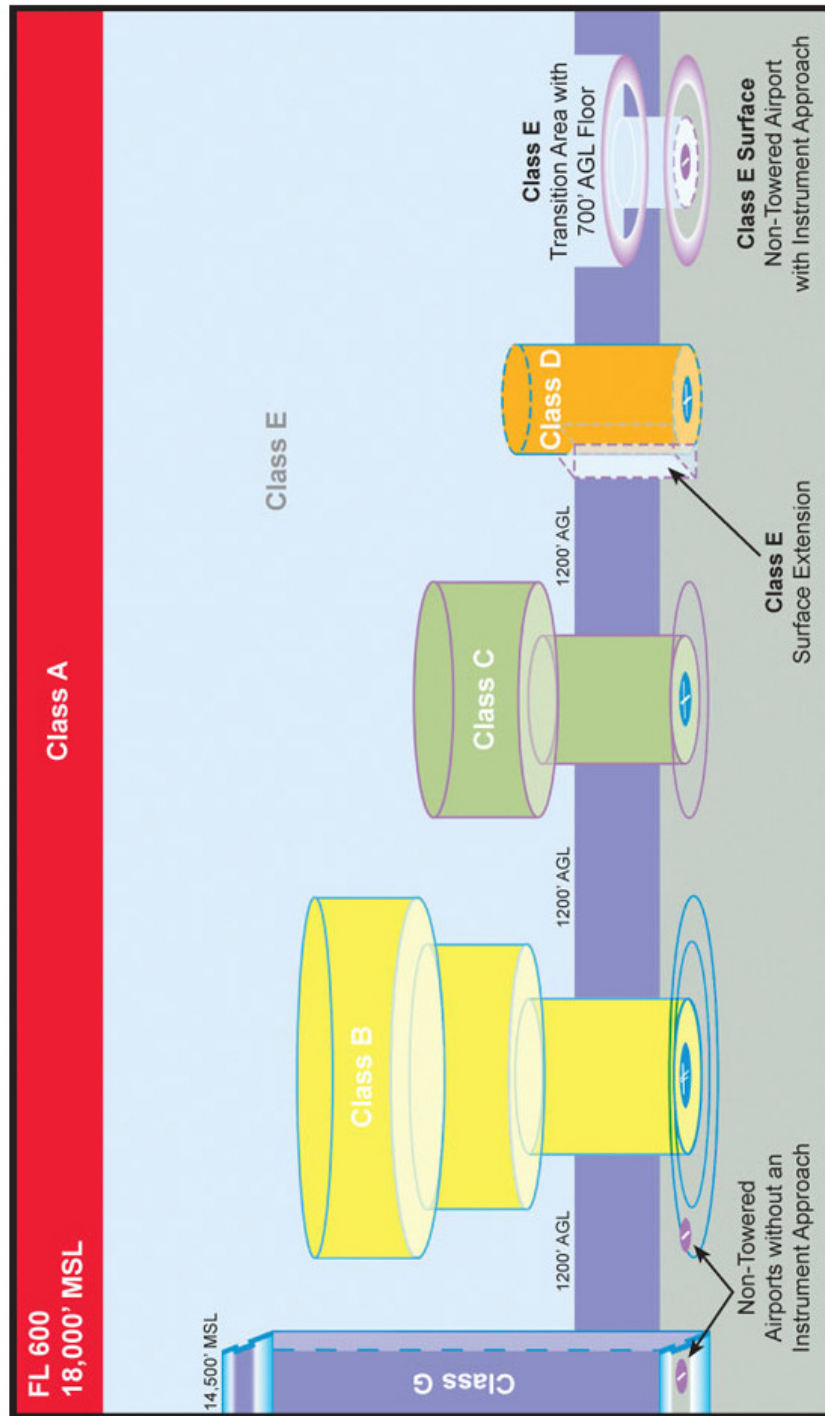 FL 600
18,000' MSL
Class A
14,500' MSL
Class G
Class B
Class C
Class E
Class D
Class E
Transition Area with
700' AGL Floor
1200' AGL
1200' AGL
1200' AGL
Non-Towered
Airports without an
Instrument Approach
Class E
Surface Extension
Class E Surface
Non-Towered Airport
with Instrument Approach